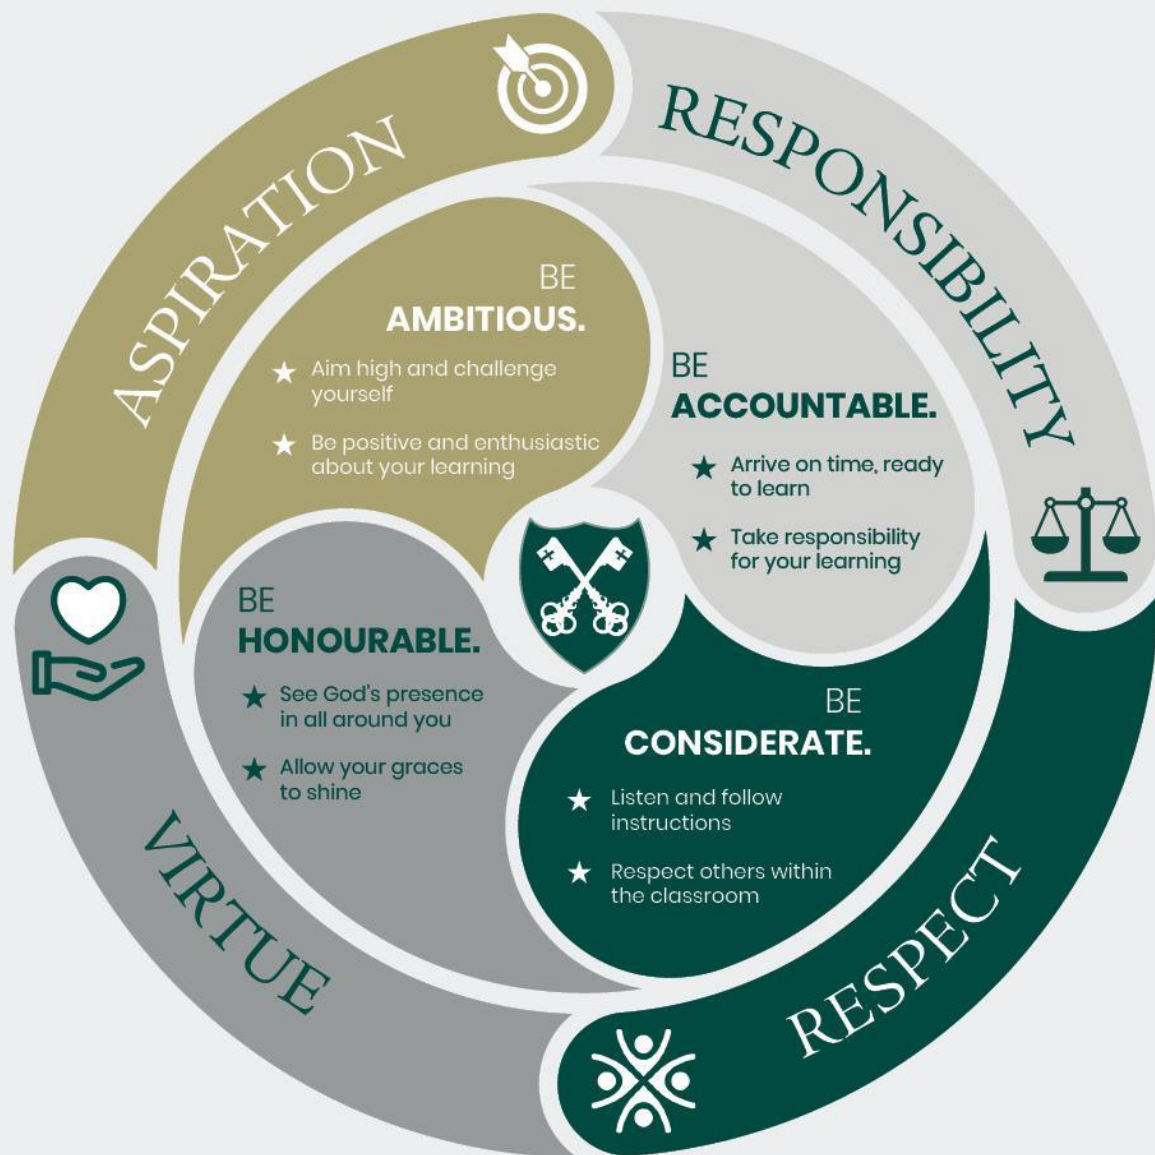 ASPIRATION
BE
AMBITIOUS.
Aim high and challenge
yourself
Be positive and enthusiastic
about your learning
RESPONSIBILITY
BE
ACCOUNTABLE.
Arrive on time, ready
to learn
Take responsibility
for your learning
VIRTUE
BE
HONOURABLE.
See God's presence
in all around you
Allow your graces
to shine
RESPECT
BE
CONSIDERATE.
Listen and follow
instructions
Respect others within
the classroom